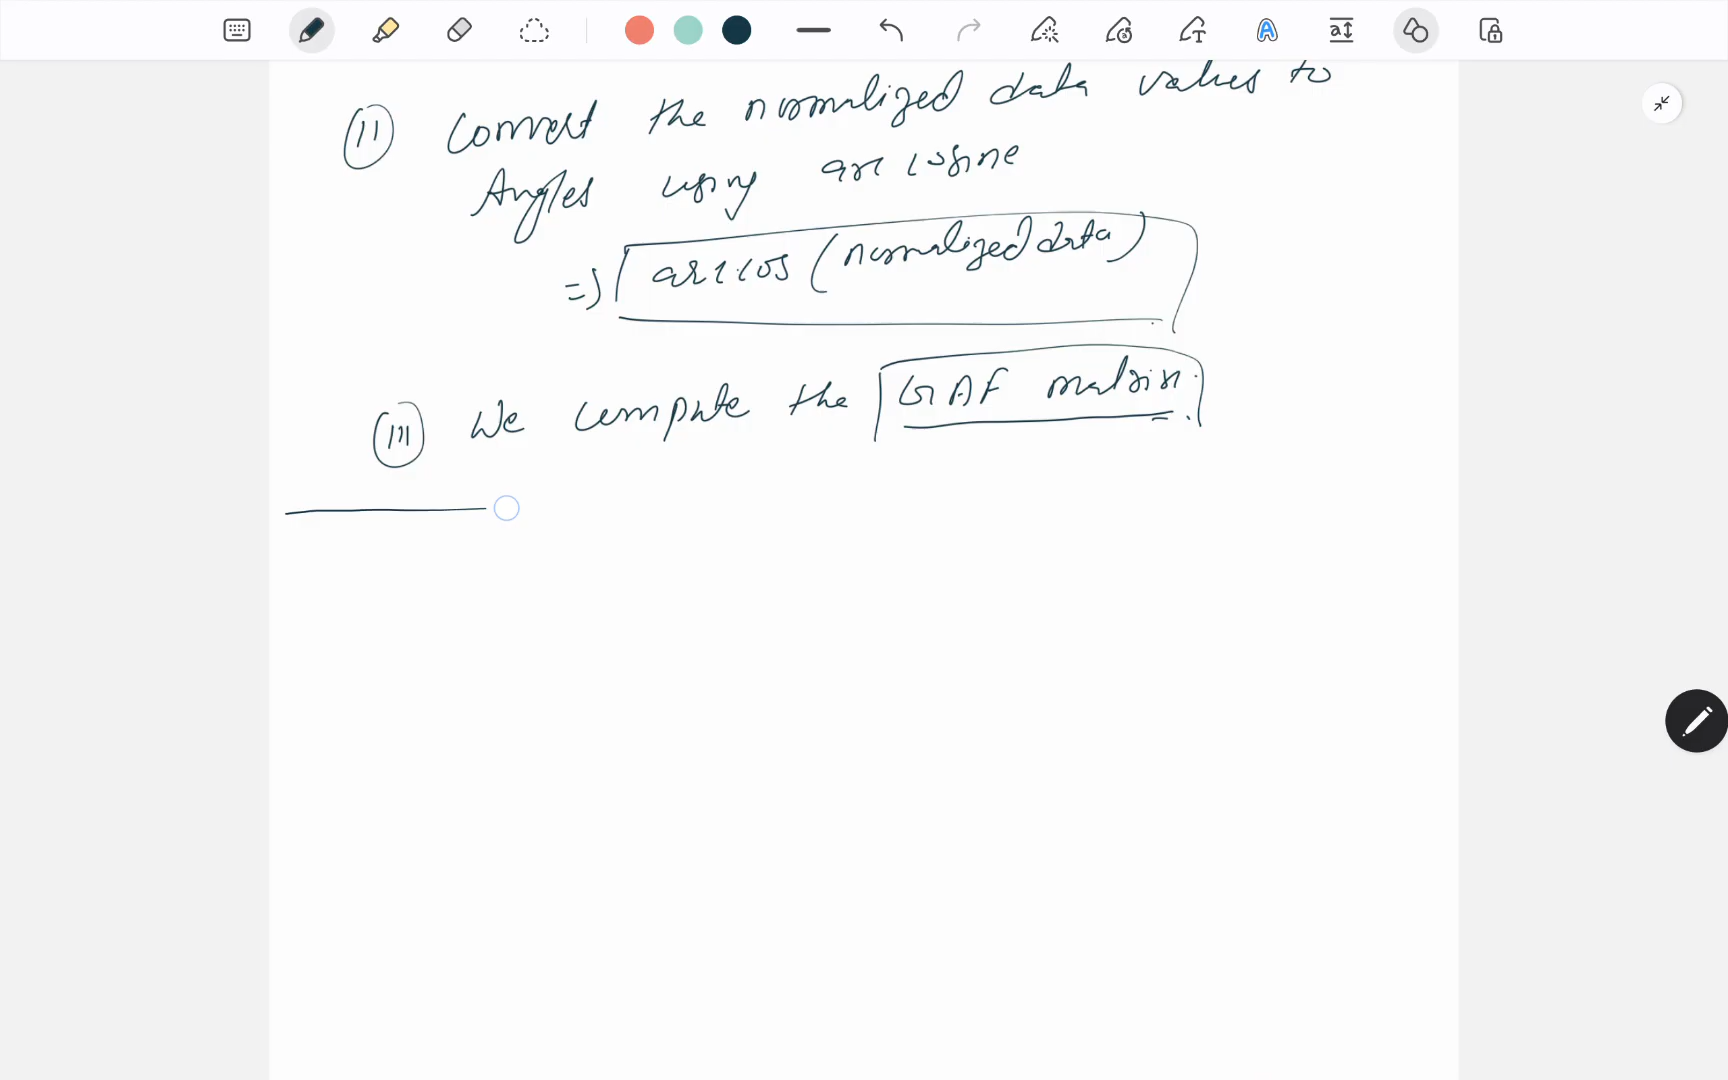 (II) Convert the normalized data values to
Angles using arc cosine
=> arccos (normalized data)
(III) We compute the GAF matrix.